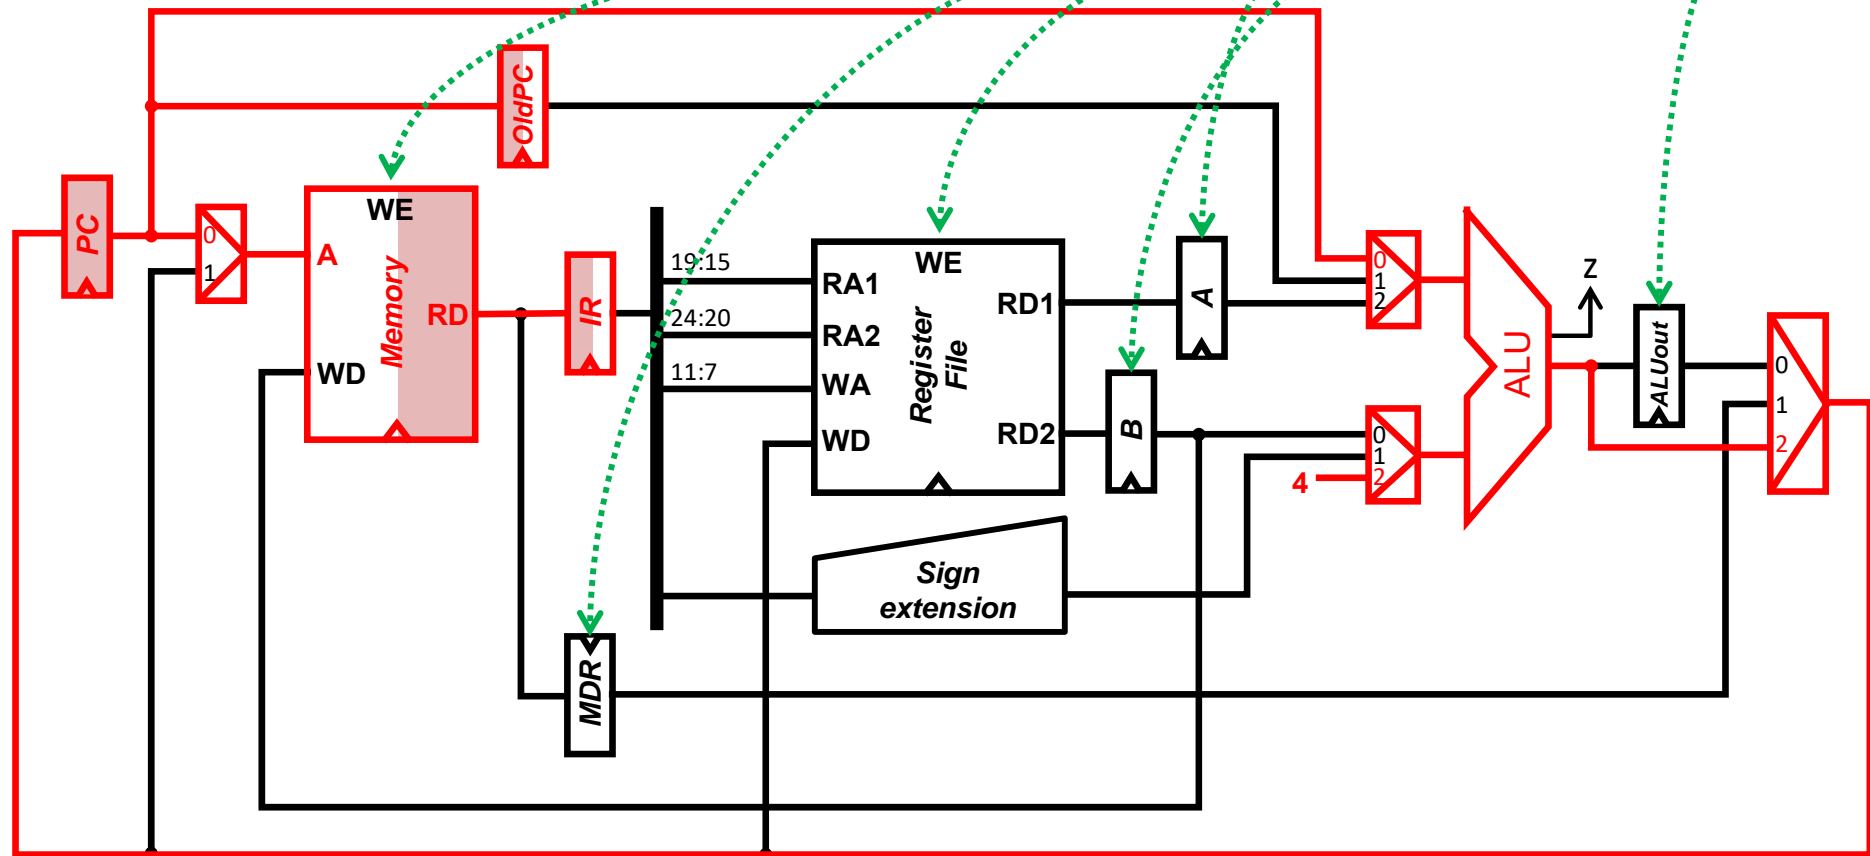 OldPC
PC
0
1
A
WE
Memory
RD
WD
IR
19:15
24:20
11:7
RA1
RA2
WA
WD
WE
Register
File
RD1
RD2
A
B
Sign
extension
MDR
0
1
2
0
1
2
4
ALU
Z
ALUout
0
1
2